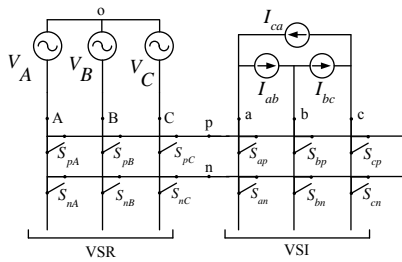 o
I_ca
V_A V_B V_C
I_ab I_bc
A B C p a b c
S_pA S_pB S_pC S_ap S_bp S_cp
n
S_nA S_nB S_nC S_an S_bn S_cn
VSR VSI